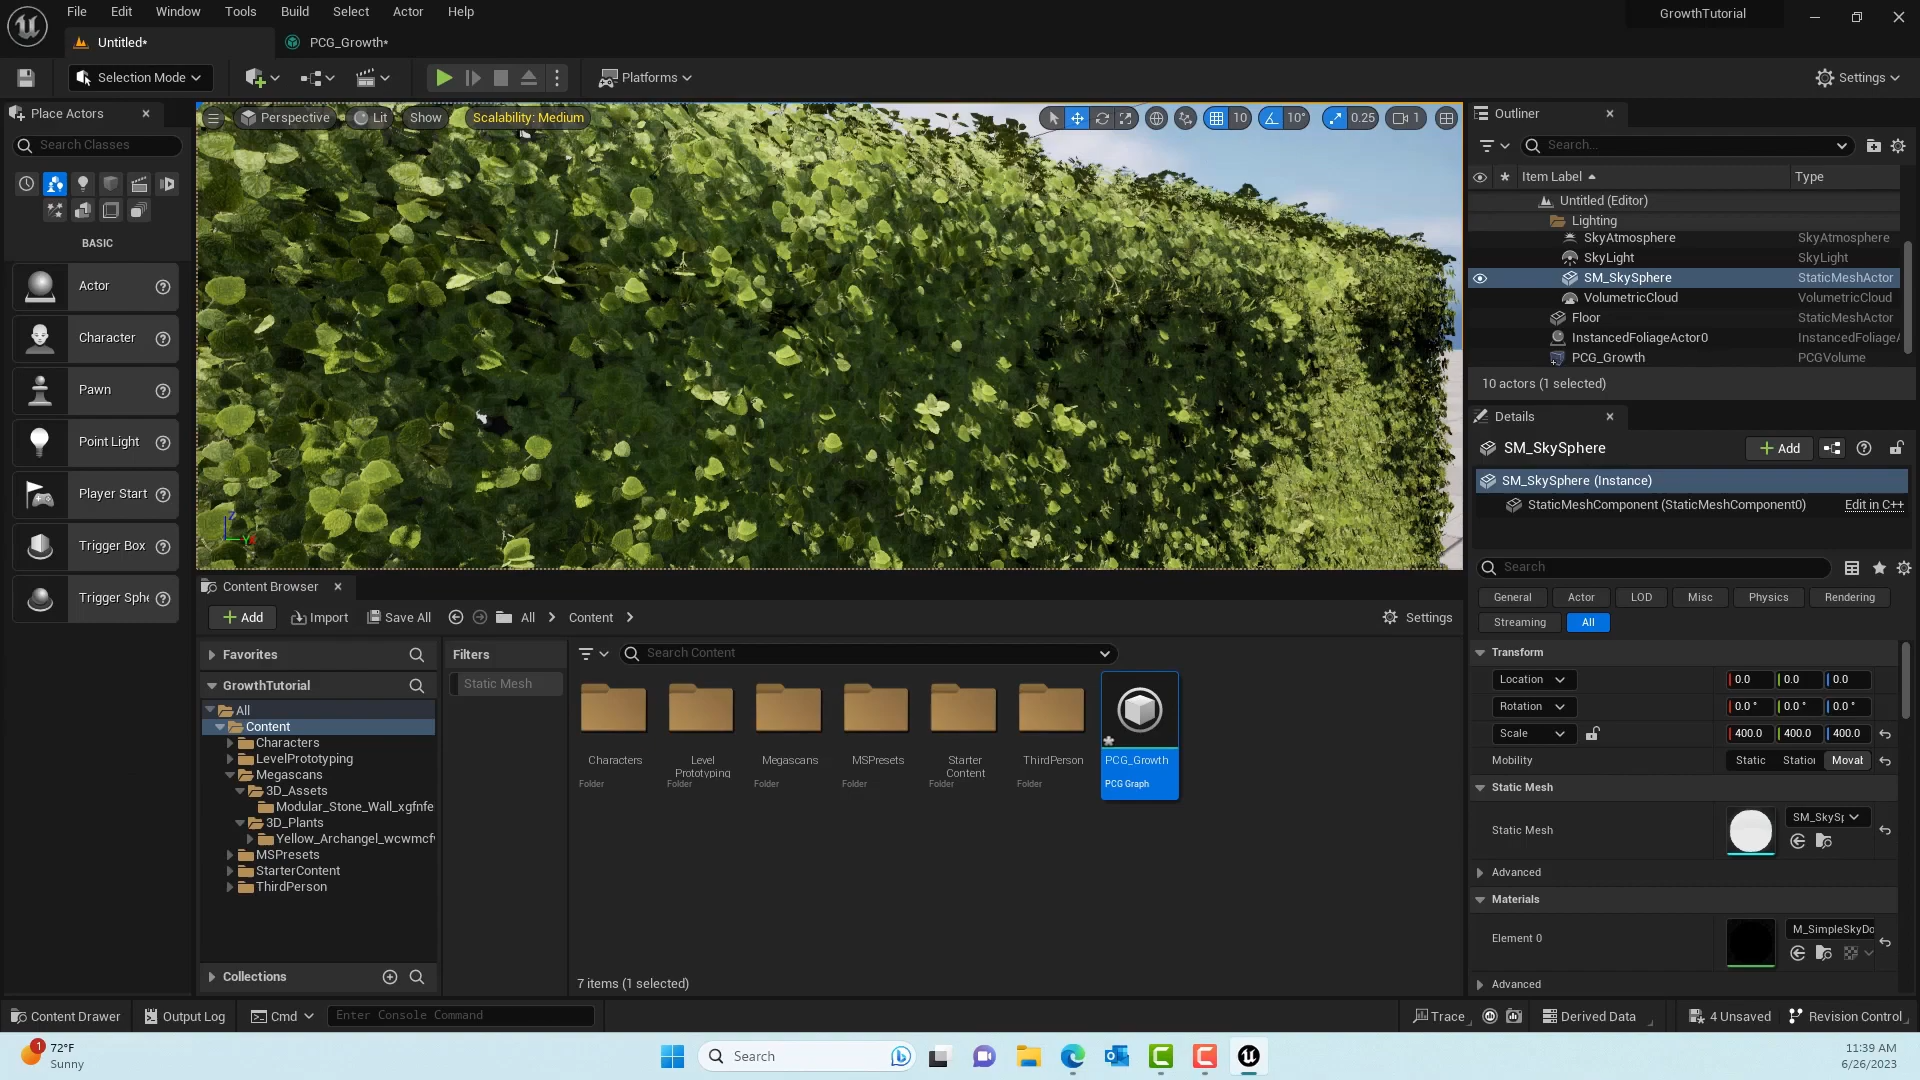 File Edit Window Tools Build Select Actor Help
GrowthTutorial
Untitled*
PCG_Growth*
Selection Mode
Platforms
Settings
Place Actors
Search Classes
BASIC
Actor
Character
Pawn
Point Light
Player Start
Trigger Box
Trigger Sphe
Perspective
Lit
Show
Scalability: Medium
10
10°
0.25
1
Z
Y
Outliner
Search...
Item Label
Type
Untitled (Editor)
Lighting
SkyAtmosphere SkyAtmosphere
SkyLight SkyLight
SM_SkySphere StaticMeshActor
VolumetricCloud VolumetricCloud
Floor StaticMeshActor
InstancedFoliageActor0 InstancedFoliageA
PCG_Growth PCGVolume
10 actors (1 selected)
Details
SM_SkySphere
Add
SM_SkySphere (Instance)
StaticMeshComponent (StaticMeshComponent0) Edit in C++
Search
General Actor LOD Misc Physics Rendering
Streaming All
Transform
Location 0.0 0.0 0.0
Rotation 0.0 ° 0.0 ° 0.0 °
Scale 400.0 400.0 400.0
Mobility Static Station Movat
Static Mesh
Static Mesh SM_SkySp
Advanced
Materials
Element 0 M_SimpleSkyDo
Advanced
Content Browser
Add Import Save All All Content Settings
Favorites
GrowthTutorial
All
Content
Characters
LevelPrototyping
Megascans
3D_Assets
Modular_Stone_Wall_xgfnfe
3D_Plants
Yellow_Archangel_wcwmcf
MSPresets
StarterContent
ThirdPerson
Collections
Filters
Static Mesh
Search Content
Characters
Folder
Level
Prototyping
Folder
Megascans
Folder
MSPresets
Folder
Starter
Content
Folder
ThirdPerson
Folder
PCG_Growth
PCG Graph
7 items (1 selected)
Content Drawer Output Log Cmd Enter Console Command
Trace Derived Data 4 Unsaved Revision Control
1
72°F
Sunny
Search
11:39 AM
6/26/2023